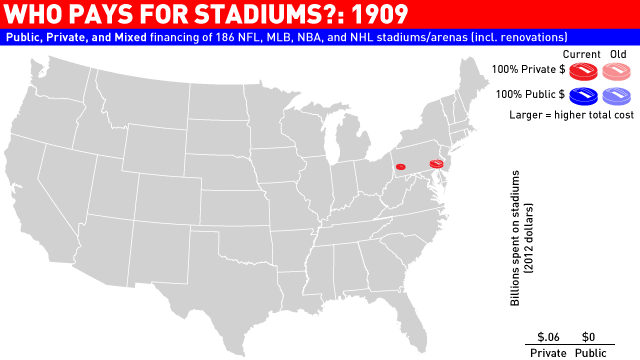 WHO PAYS FOR STADIUMS?: 1909
Public, Private, and Mixed financing of 186 NFL, MLB, NBA, and NHL stadiums/arenas (incl. renovations)
Current Old
100% Private $
100% Public $
Larger = higher total cost
Billions spent on stadiums
(2012 dollars)
$.06 $0
Private Public